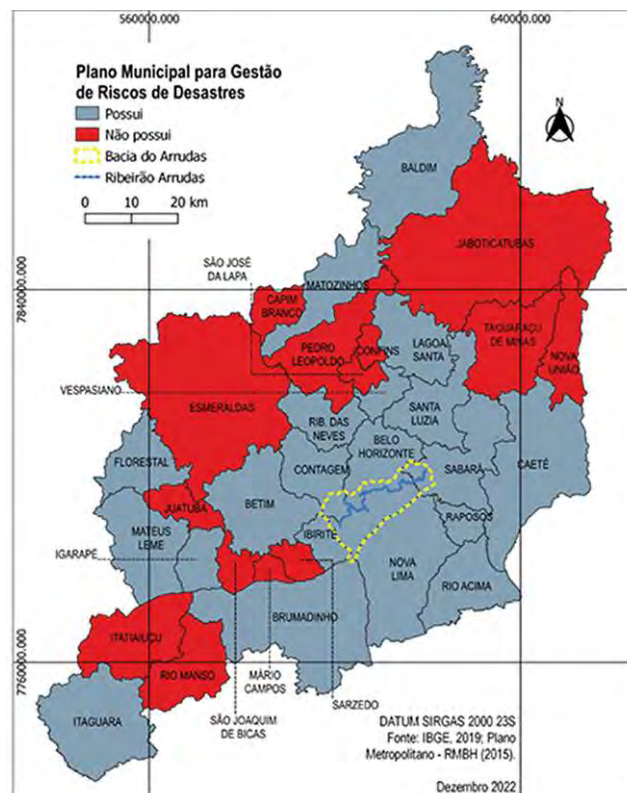 560000.000
640000.000
Plano Municipal para Gestão
de Riscos de Desastres
Possui
Não possui
Bacia do Arrudas
Ribeirão Arrudas
0 10 20 km
N
BALDIM
JABOTICATUBAS
SÃO JOSÉ
DA LAPA
MATOZINHOS
7840000.000
CAPIM
BRANCO
TAQUARAÇU
DE MINAS
NOVA
UNIÃO
PEDRO
LEOPOLDO
CONFINS
LAGOA
SANTA
VESPASIANO
ESMERALDAS
RIB. DAS
NEVES
SANTA
LUZIA
BELO
HORIZONTE
FLORESTAL
CONTAGEM
SABARÁ
CAETÉ
JUATUBA
BETIM
MATEUS
LEME
IBIRITÉ
RAPOSOS
IGARAPÉ
NOVA
LIMA
RIO ACIMA
BRUMADINHO
ITATIAIUÇU
7760000.000
RIO MANSO
MÁRIO
CAMPOS
SARZEDO
SÃO JOAQUIM
DE BICAS
ITAGUARA
DATUM SIRGAS 2000 23S
Fonte: IBGE, 2019; Plano
Metropolitano - RMBH (2015).
Dezembro 2022